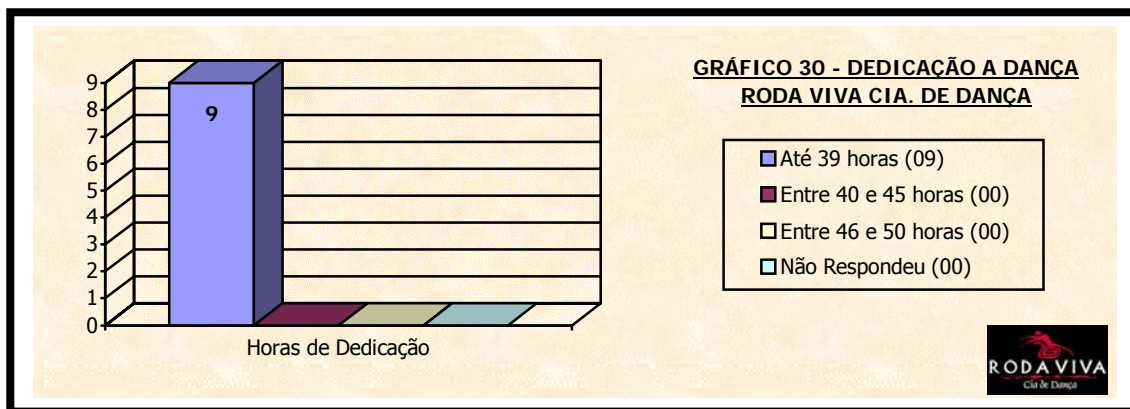 GRÁFICO 30 - DEDICAÇÃO A DANÇA
RODA VIVA CIA. DE DANÇA
9
8
7
6
5
4
3
2
1
0
9
Horas de Dedicação
Até 39 horas (09)
Entre 40 e 45 horas (00)
Entre 46 e 50 horas (00)
Não Respondeu (00)
RODA VIVA
Cia de Dança